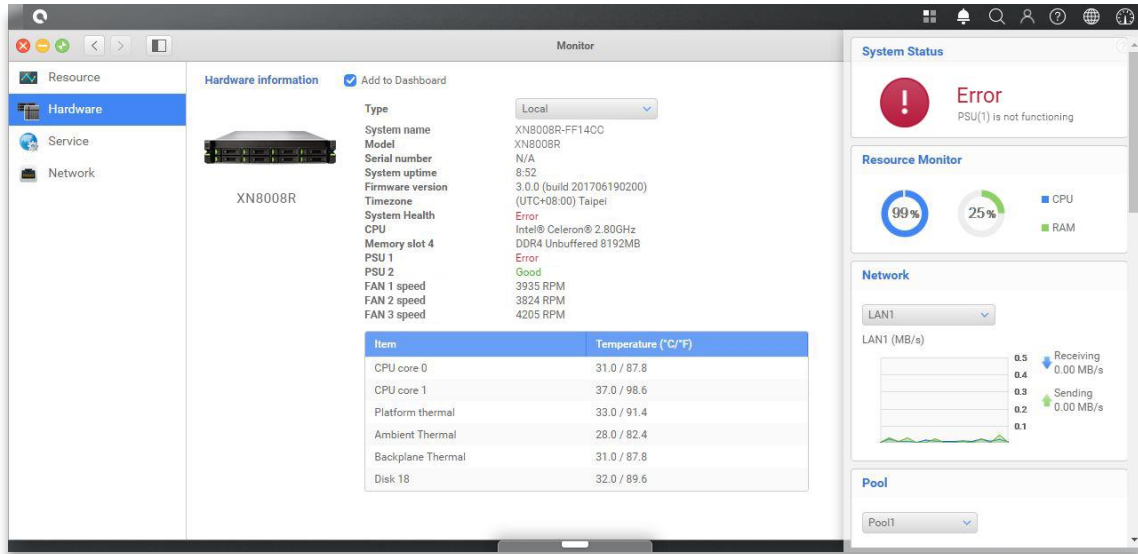 Monitor
Resource
Hardware
Service
Network
Hardware information
Add to Dashboard
XN8008R
Type Local
System name XN8008R-FF14CC
Model XN8008R
Serial number N/A
System uptime 8:52
Firmware version 3.0.0 (build 201706190200)
Timezone (UTC+08:00) Taipei
System Health Error
CPU Intel® Celeron® 2.80GHz
Memory slot 4 DDR4 Unbuffered 8192MB
PSU 1 Error
PSU 2 Good
FAN 1 speed 3935 RPM
FAN 2 speed 3824 RPM
FAN 3 speed 4205 RPM
Item Temperature (°C/°F)
CPU core 0 31.0 / 87.8
CPU core 1 37.0 / 98.6
Platform thermal 33.0 / 91.4
Ambient Thermal 28.0 / 82.4
Backplane Thermal 31.0 / 87.8
Disk 18 32.0 / 89.6
System Status
Error
PSU(1) is not functioning
Resource Monitor
99%
25%
CPU
RAM
Network
LAN1
LAN1 (MB/s)
0.5
0.4
0.3
0.2
0.1
Receiving
0.00 MB/s
Sending
0.00 MB/s
Pool
Pool1